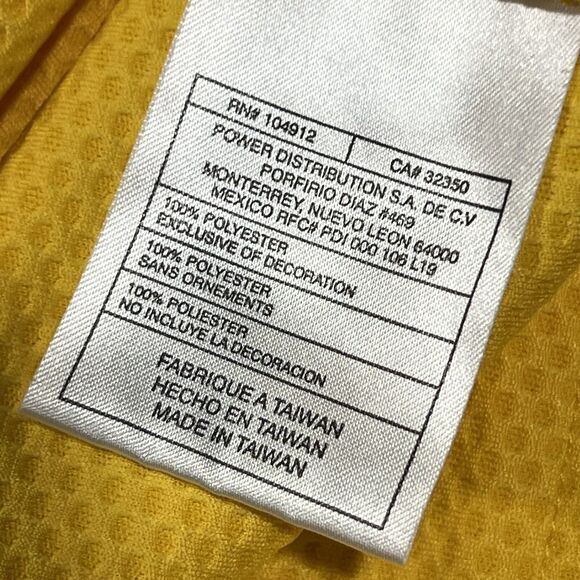 RN# 104912
CA# 32350
POWER DISTRIBUTION S.A. DE C.V
PORFIRIO DIAZ #469
MONTERREY, NUEVO LEON 64000
MEXICO RFC# PDI 000 106 L19
100% POLYESTER
EXCLUSIVE OF DECORATION
100% POLYESTER
SANS ORNEMENTS
100% POLIESTER
NO INCLUYE LA DECORACION
FABRIQUE A TAIWAN
HECHO EN TAIWAN
MADE IN TAIWAN